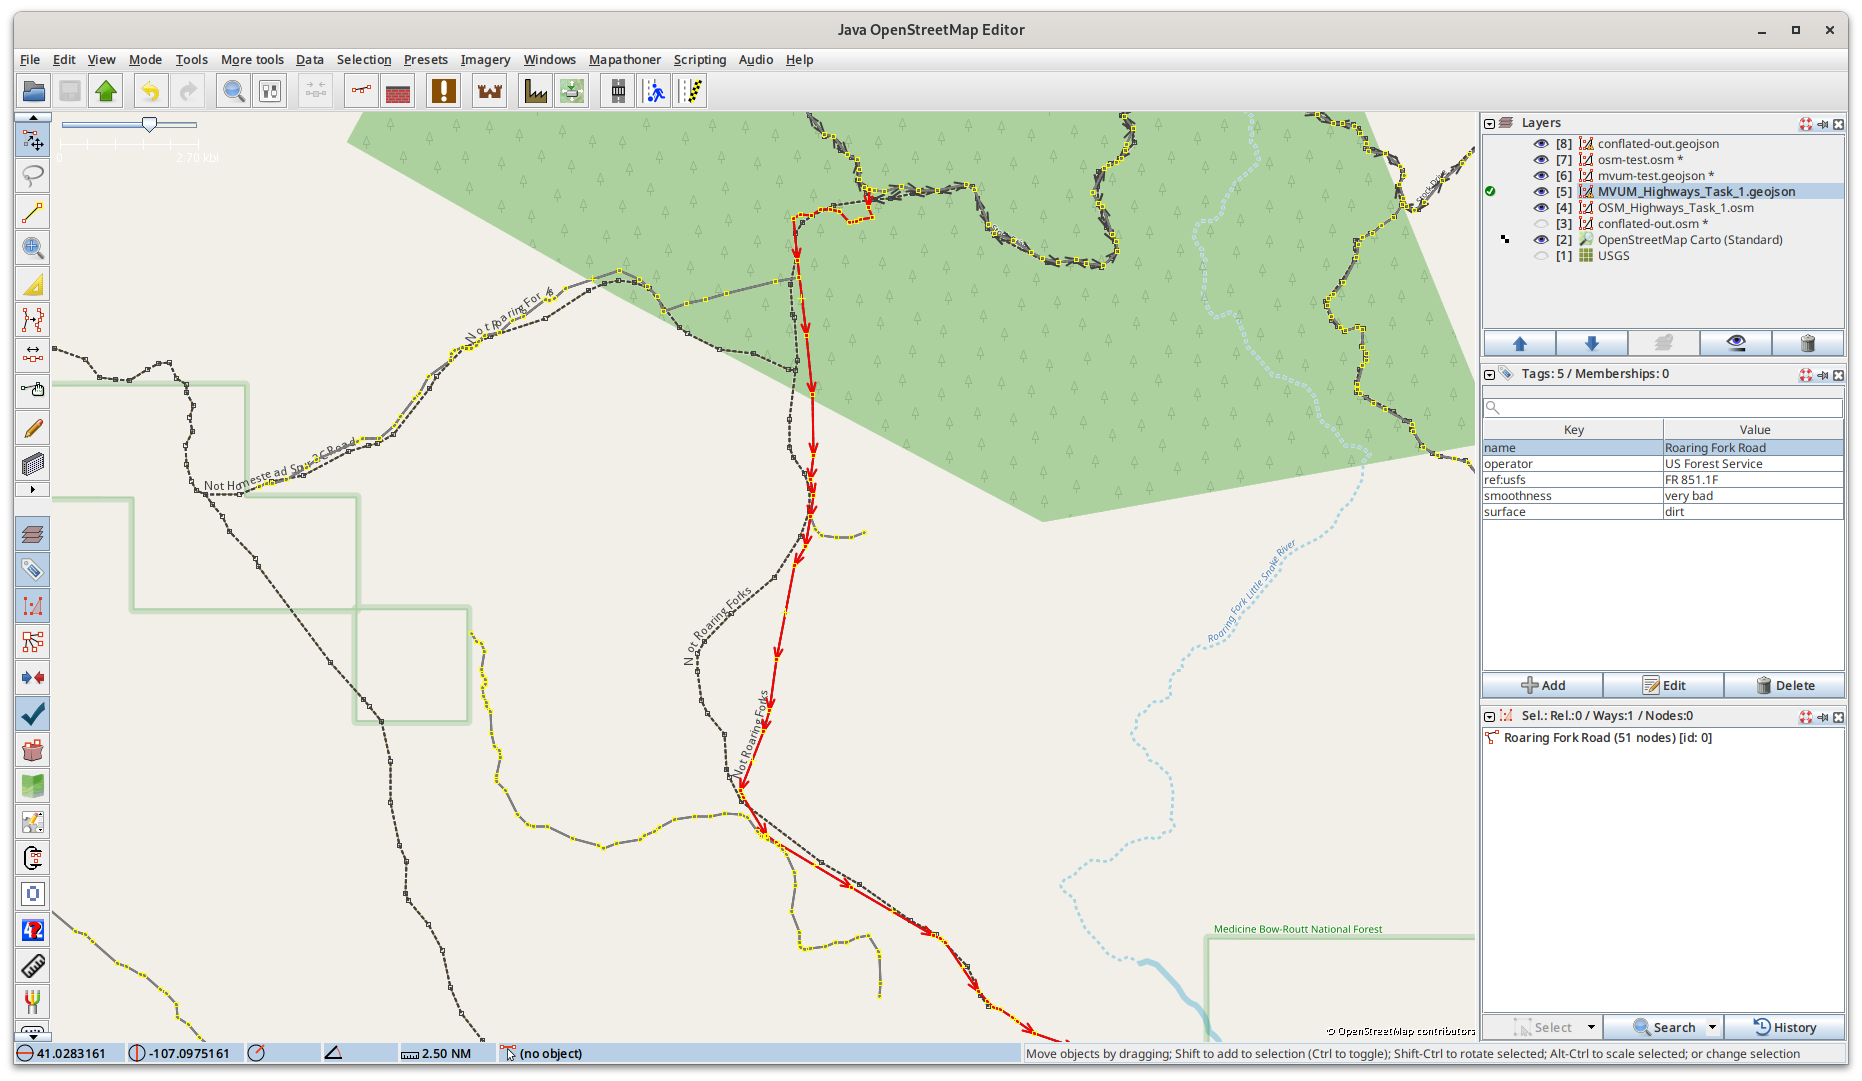 Java OpenStreetMap Editor
File Edit View Mode Tools More tools Data Selection Presets Imagery Windows Mapathoner Scripting Audio Help
0 2.70 kbl
Layers
[8] conflated-out.geojson
[7] osm-test.osm *
[6] mvum-test.geojson *
[5] MVUM_Highways_Task_1.geojson
[4] OSM_Highways_Task_1.osm
[3] conflated-out.osm *
[2] OpenStreetMap Carto (Standard)
[1] USGS
Tags: 5 / Memberships: 0
Key Value
name Roaring Fork Road
operator US Forest Service
ref:usfs FR 851.1F
smoothness very bad
surface dirt
Add Edit Delete
Sel.: Rel.:0 / Ways:1 / Nodes:0
Roaring Fork Road (51 nodes) [id: 0]
Select Search History
Not Homestead Spur 2C Road
Not Roaring Forks
Not Roaring Forks
Roaring Fork Little Snake River
Medicine Bow-Routt National Forest
© OpenStreetMap contributors
41.0283161 -107.0975161 2.50 NM (no object) Move objects by dragging; Shift to add to selection (Ctrl to toggle); Shift-Ctrl to rotate selected; Alt-Ctrl to scale selected; or change selection